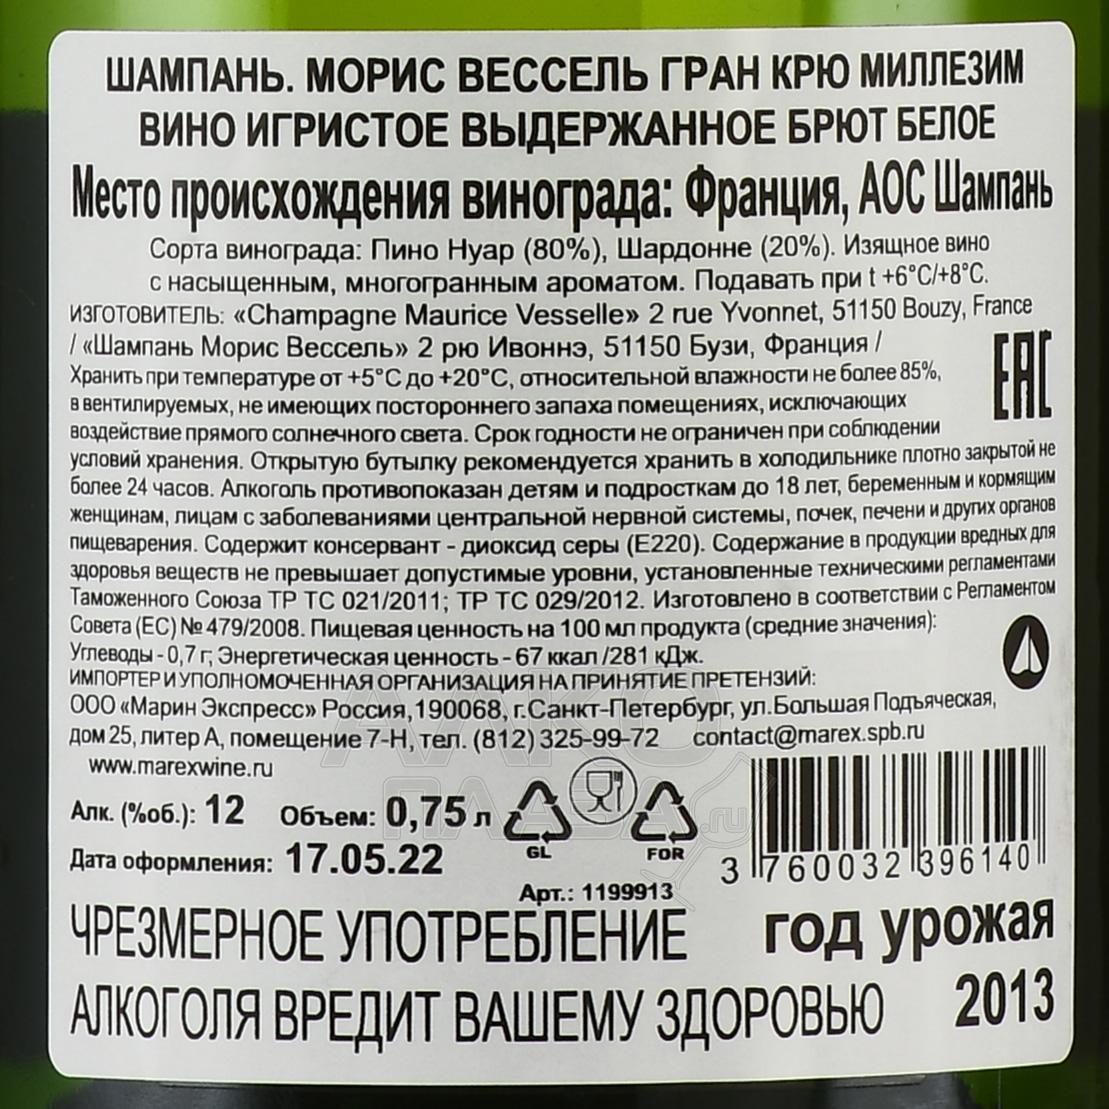 ШАМПАНЬ. МОРИС ВЕССЕЛЬ ГРАН КРЮ МИЛЛЕЗИМ
ВИНО ИГРИСТОЕ ВЫДЕРЖАННОЕ БРЮТ БЕЛОЕ
Место происхождения винограда: Франция, АОС Шампань
Сорта винограда: Пино Нуар (80%), Шардонне (20%). Изящное вино
с насыщенным, многогранным ароматом. Подавать при t +6°C/+8°C.
ИЗГОТОВИТЕЛЬ: «Champagne Maurice Vesselle» 2 rue Yvonnet, 51150 Bouzy, France
/ «Шампань Морис Вессель» 2 рю Ивоннэ, 51150 Бузи, Франция /
Хранить при температуре от +5°C до +20°C, относительной влажности не более 85%,
в вентилируемых, не имеющих постороннего запаха помещениях, исключающих
воздействие прямого солнечного света. Срок годности не ограничен при соблюдении
условий хранения. Открытую бутылку рекомендуется хранить в холодильнике плотно закрытой не
более 24 часов. Алкоголь противопоказан детям и подросткам до 18 лет, беременным и кормящим
женщинам, лицам с заболеваниями центральной нервной системы, почек, печени и других органов
пищеварения. Содержит консервант - диоксид серы (Е220). Содержание в продукции вредных для
здоровья веществ не превышает допустимые уровни, установленные техническими регламентами
Таможенного Союза ТР ТС 021/2011; ТР ТС 029/2012. Изготовлено в соответствии с Регламентом
Совета (ЕС) №479/2008. Пищевая ценность на 100 мл продукта (средние значения):
Углеводы - 0,7 г; Энергетическая ценность - 67 ккал /281 кДж.
ИМПОРТЕР И УПОЛНОМОЧЕННАЯ ОРГАНИЗАЦИЯ НА ПРИНЯТИЕ ПРЕТЕНЗИЙ:
ООО «Марин Экспресс» Россия,190068, г.Санкт-Петербург, ул.Большая Подъяческая,
дом 25, литер А, помещение 7-Н, тел. (812) 325-99-72 contact@marex.spb.ru
www.marexwine.ru
EAC
Алк. (%об.): 12 Объем: 0,75 л
GL FOR
Дата оформления: 17.05.22
3 760032 396140
Арт.: 1199913
ЧРЕЗМЕРНОЕ УПОТРЕБЛЕНИЕ
АЛКОГОЛЯ ВРЕДИТ ВАШЕМУ ЗДОРОВЬЮ
год урожая
2013
АЛКО
ПЛАЗА.ru